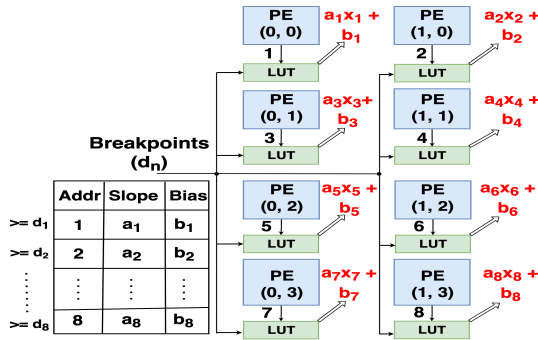 PE
(0, 0)
1
LUT
a1x1 +
b1
PE
(1, 0)
2
LUT
a2x2 +
b2
PE
(0, 1)
3
LUT
a3x3+
b3
PE
(1, 1)
4
LUT
a4x4 +
b4
Breakpoints
(dn)
PE
(0, 2)
5
LUT
a5x5 +
b5
PE
(1, 2)
6
LUT
a6x6 +
b6
PE
(0, 3)
7
LUT
a7x7 +
b7
PE
(1, 3)
8
LUT
a8x8 +
b8
Addr Slope Bias
>= d1 1 a1 b1
>= d2 2 a2 b2
>= d8 8 a8 b8